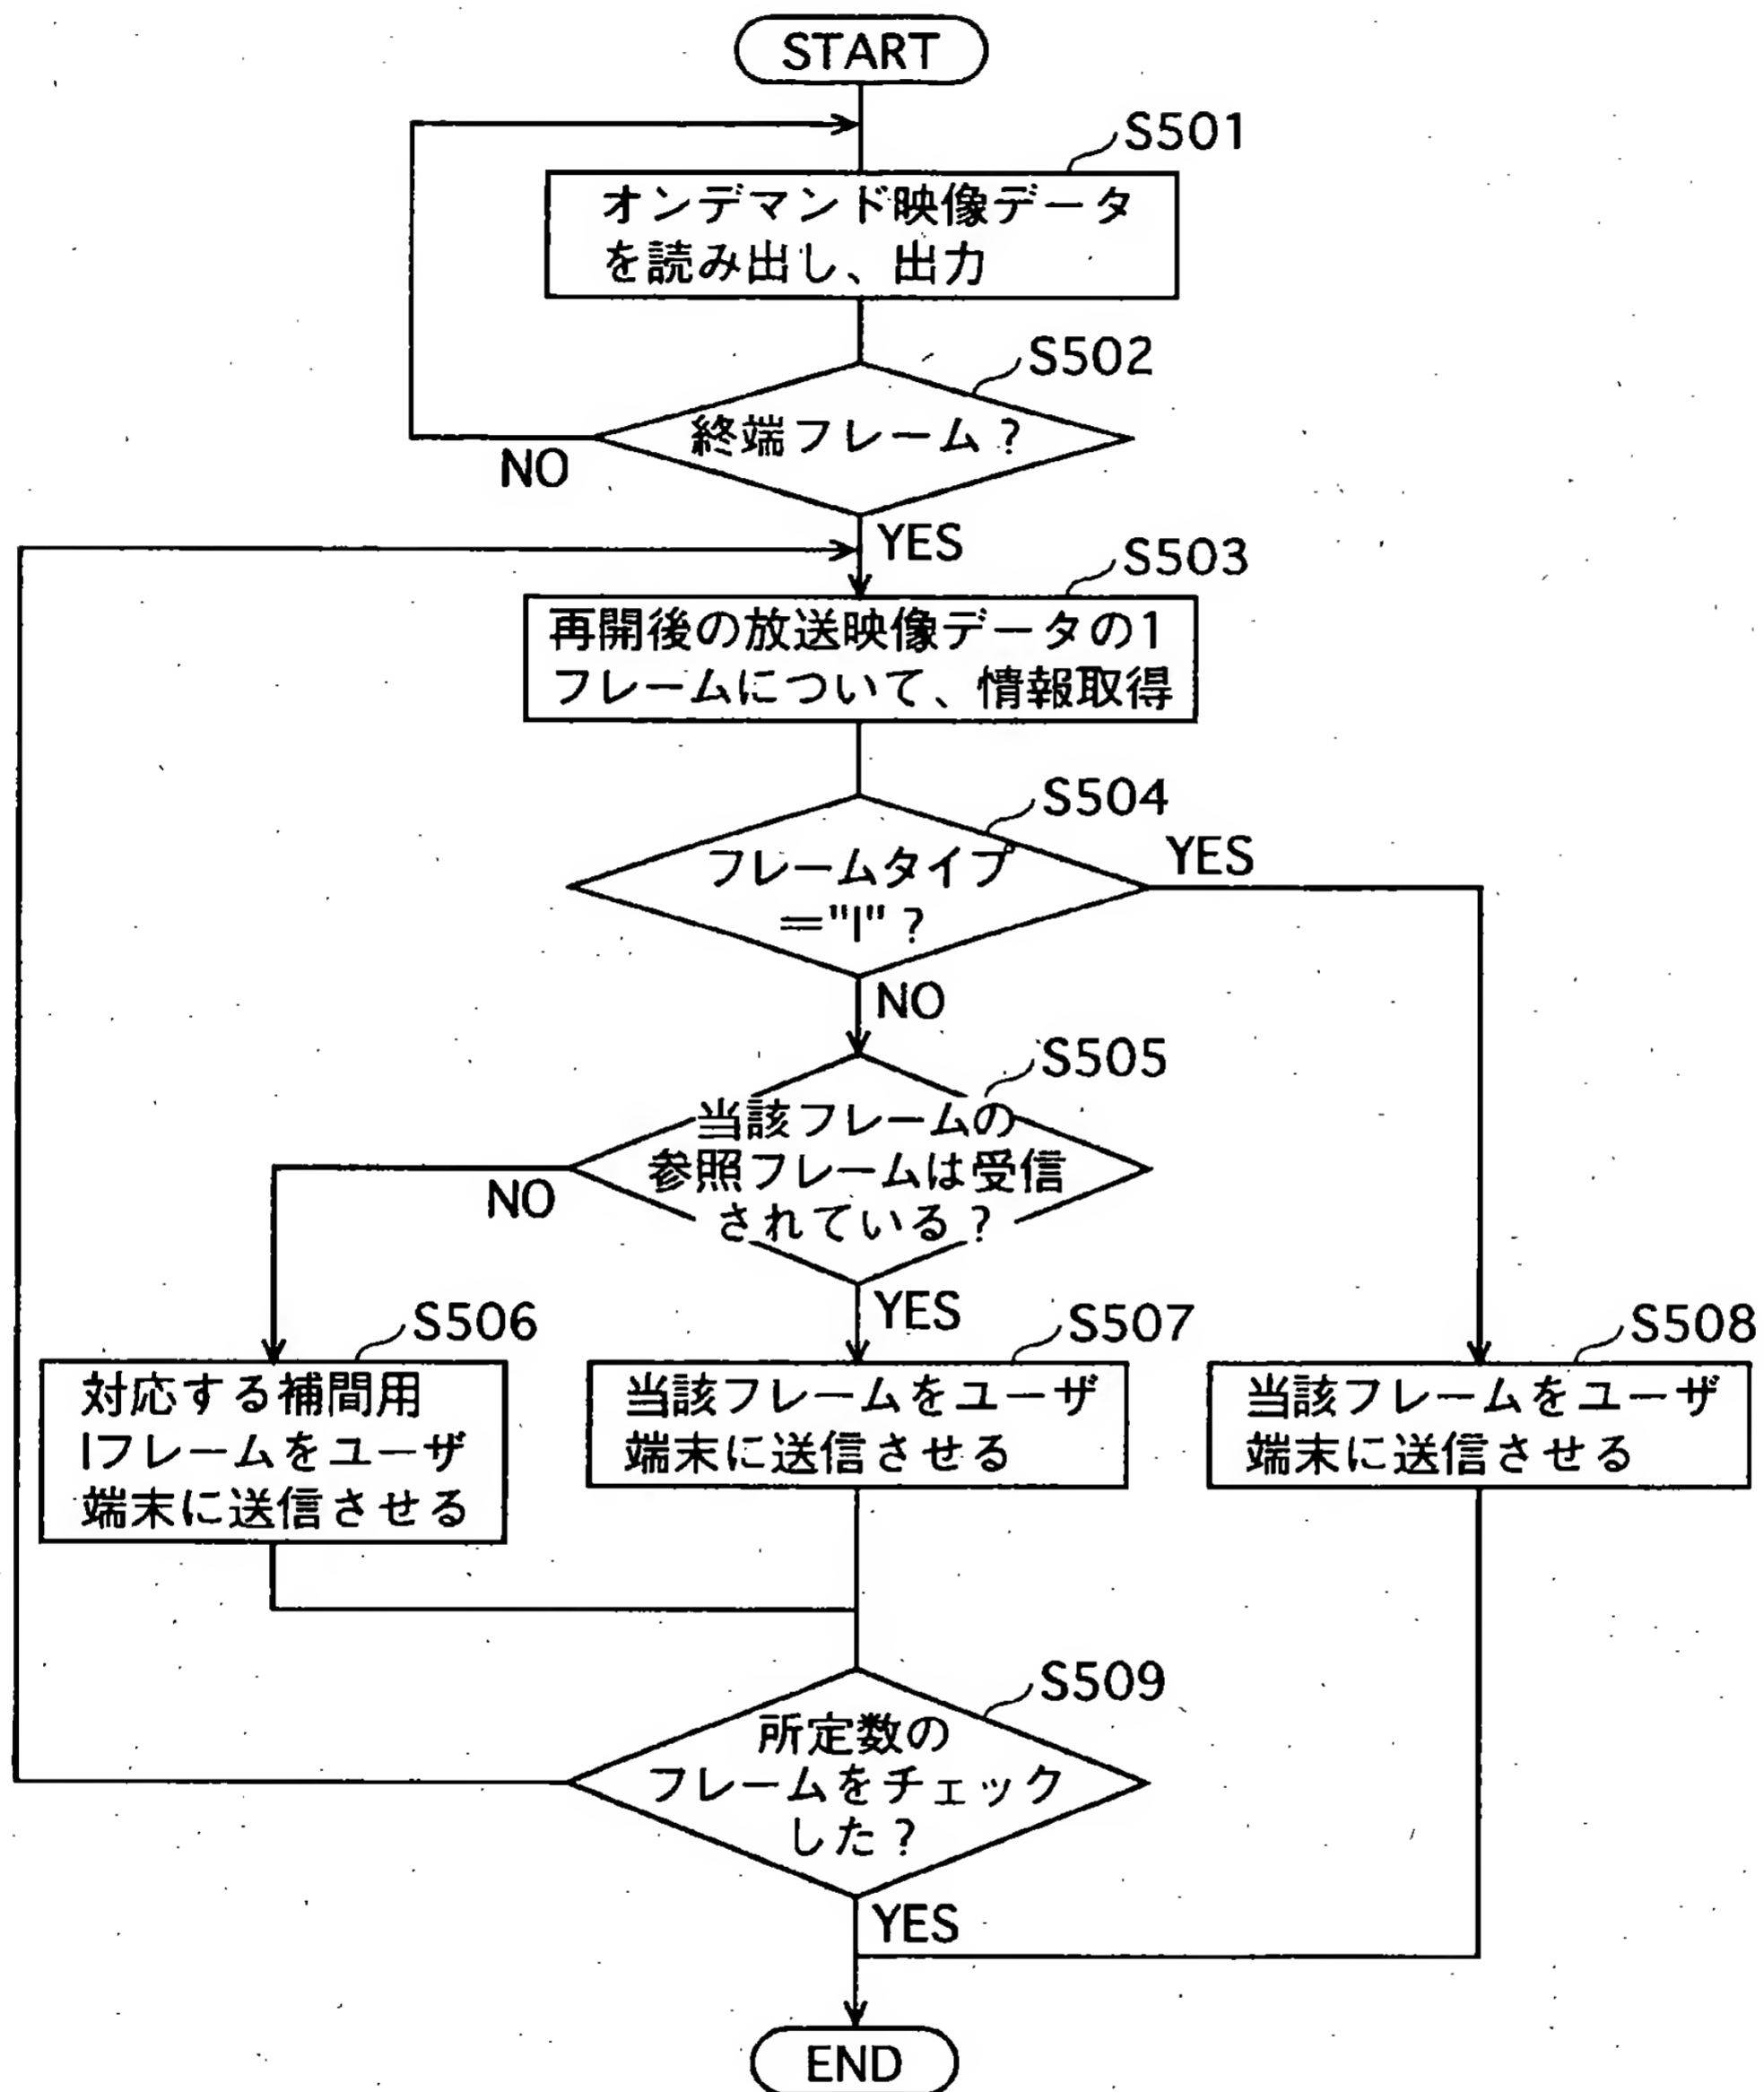 START
S501
オンデマンド映像データ
を読み出し、出力
S502
終端フレーム？
NO
YES
S503
再開後の放送映像データの1
フレームについて、情報取得
S504
フレームタイプ
="I"？
YES
NO
S505
当該フレームの
参照フレームは受信
されている？
NO
YES
S506
対応する補間用
Iフレームをユーザ
端末に送信させる
S507
当該フレームをユーザ
端末に送信させる
S508
当該フレームをユーザ
端末に送信させる
S509
所定数の
フレームをチェック
した？
YES
END